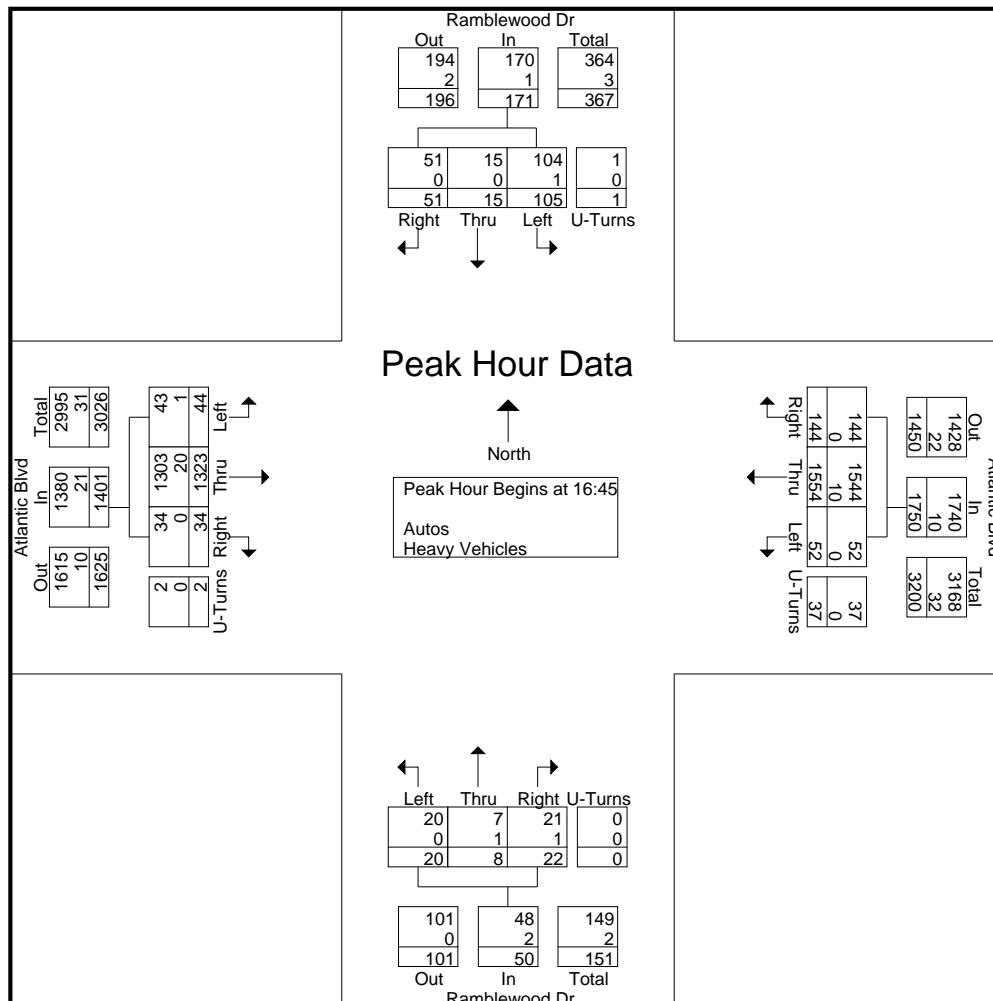 Ramblewood Dr
Out In Total
194 170 364
2 1 3
196 171 367
51 15 104 1
0 0 1 0
51 15 105 1
Right Thru Left U-Turns
Peak Hour Data
North
Peak Hour Begins at 16:45
Autos
Heavy Vehicles
Atlantic Blvd
Out In Total
1615 1380 2995
10 21 31
1625 1401 3026
2 34 1303 43
0 0 20 1
2 34 1323 44
U-Turns Right Thru Left
Atlantic Blvd
Out In Total
1428 1740 3168
22 10 32
1450 1750 3200
144 1544 52 37
0 10 0 0
144 1554 52 37
Right Thru Left U-Turns
Left Thru Right U-Turns
20 7 21 0
0 1 1 0
20 8 22 0
101 48 149
0 2 2
101 50 151
Out In Total
Ramblewood Dr